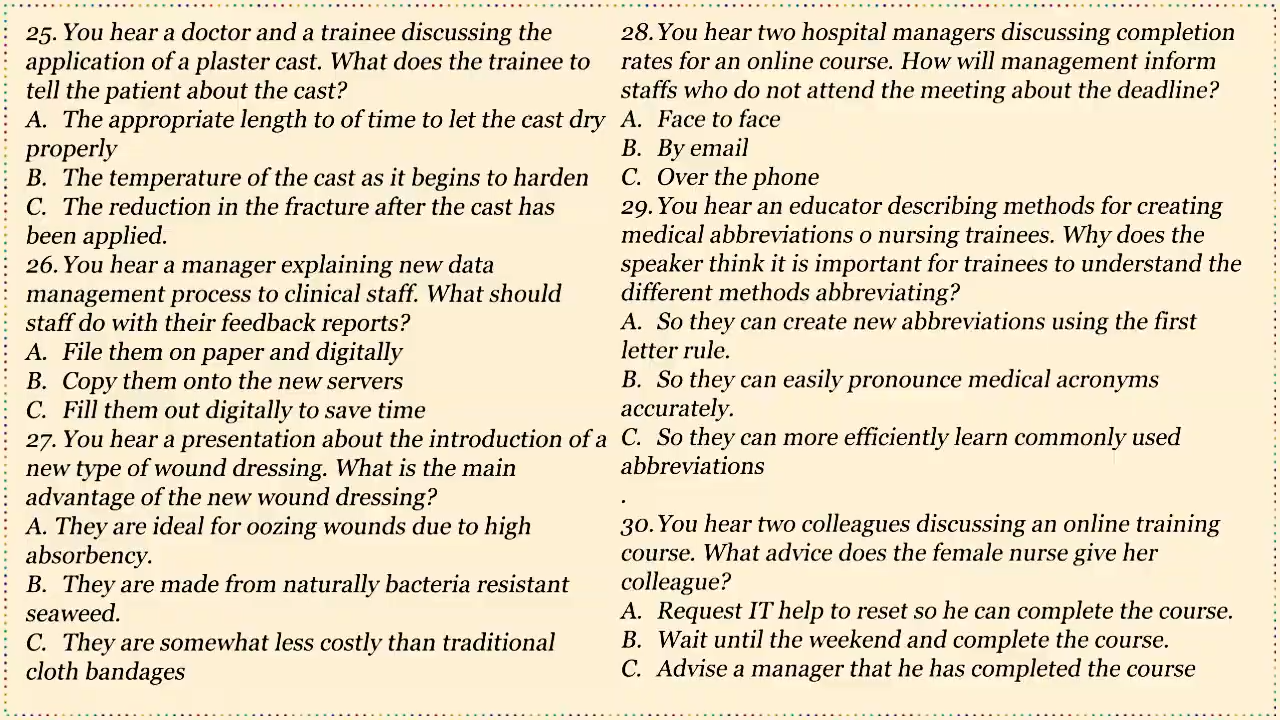 25. You hear a doctor and a trainee discussing the
application of a plaster cast. What does the trainee to
tell the patient about the cast?
A. The appropriate length to of time to let the cast dry
properly
B. The temperature of the cast as it begins to harden
C. The reduction in the fracture after the cast has
been applied.
26. You hear a manager explaining new data
management process to clinical staff. What should
staff do with their feedback reports?
A. File them on paper and digitally
B. Copy them onto the new servers
C. Fill them out digitally to save time
27. You hear a presentation about the introduction of a
new type of wound dressing. What is the main
advantage of the new wound dressing?
A. They are ideal for oozing wounds due to high
absorbency.
B. They are made from naturally bacteria resistant
seaweed.
C. They are somewhat less costly than traditional
cloth bandages
28. You hear two hospital managers discussing completion
rates for an online course. How will management inform
staffs who do not attend the meeting about the deadline?
A. Face to face
B. By email
C. Over the phone
29. You hear an educator describing methods for creating
medical abbreviations o nursing trainees. Why does the
speaker think it is important for trainees to understand the
different methods abbreviating?
A. So they can create new abbreviations using the first
letter rule.
B. So they can easily pronounce medical acronyms
accurately.
C. So they can more efficiently learn commonly used
abbreviations
.
30. You hear two colleagues discussing an online training
course. What advice does the female nurse give her
colleague?
A. Request IT help to reset so he can complete the course.
B. Wait until the weekend and complete the course.
C. Advise a manager that he has completed the course